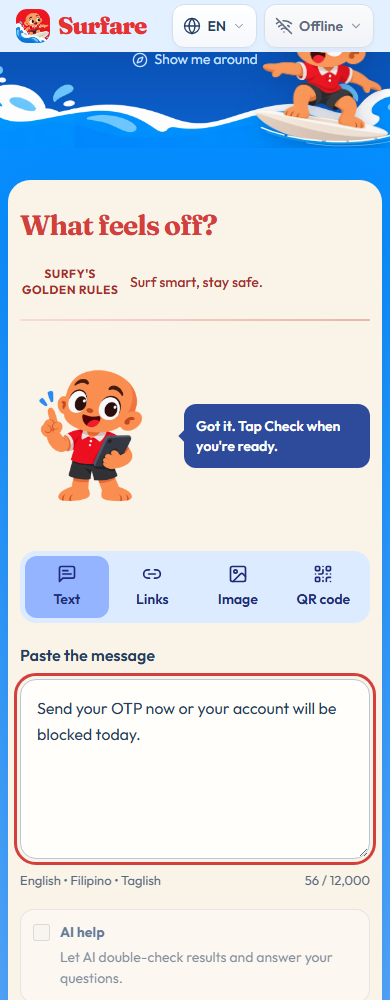 Surfare
EN
Offline
Show me around
What feels off?
SURFY'S
GOLDEN RULES
Surf smart, stay safe.
Got it. Tap Check when
you're ready.
Text
Links
Image
QR code
Paste the message
Send your OTP now or your account will be
blocked today.
English • Filipino • Taglish
56 / 12,000
AI help
Let AI double-check results and answer your
questions.